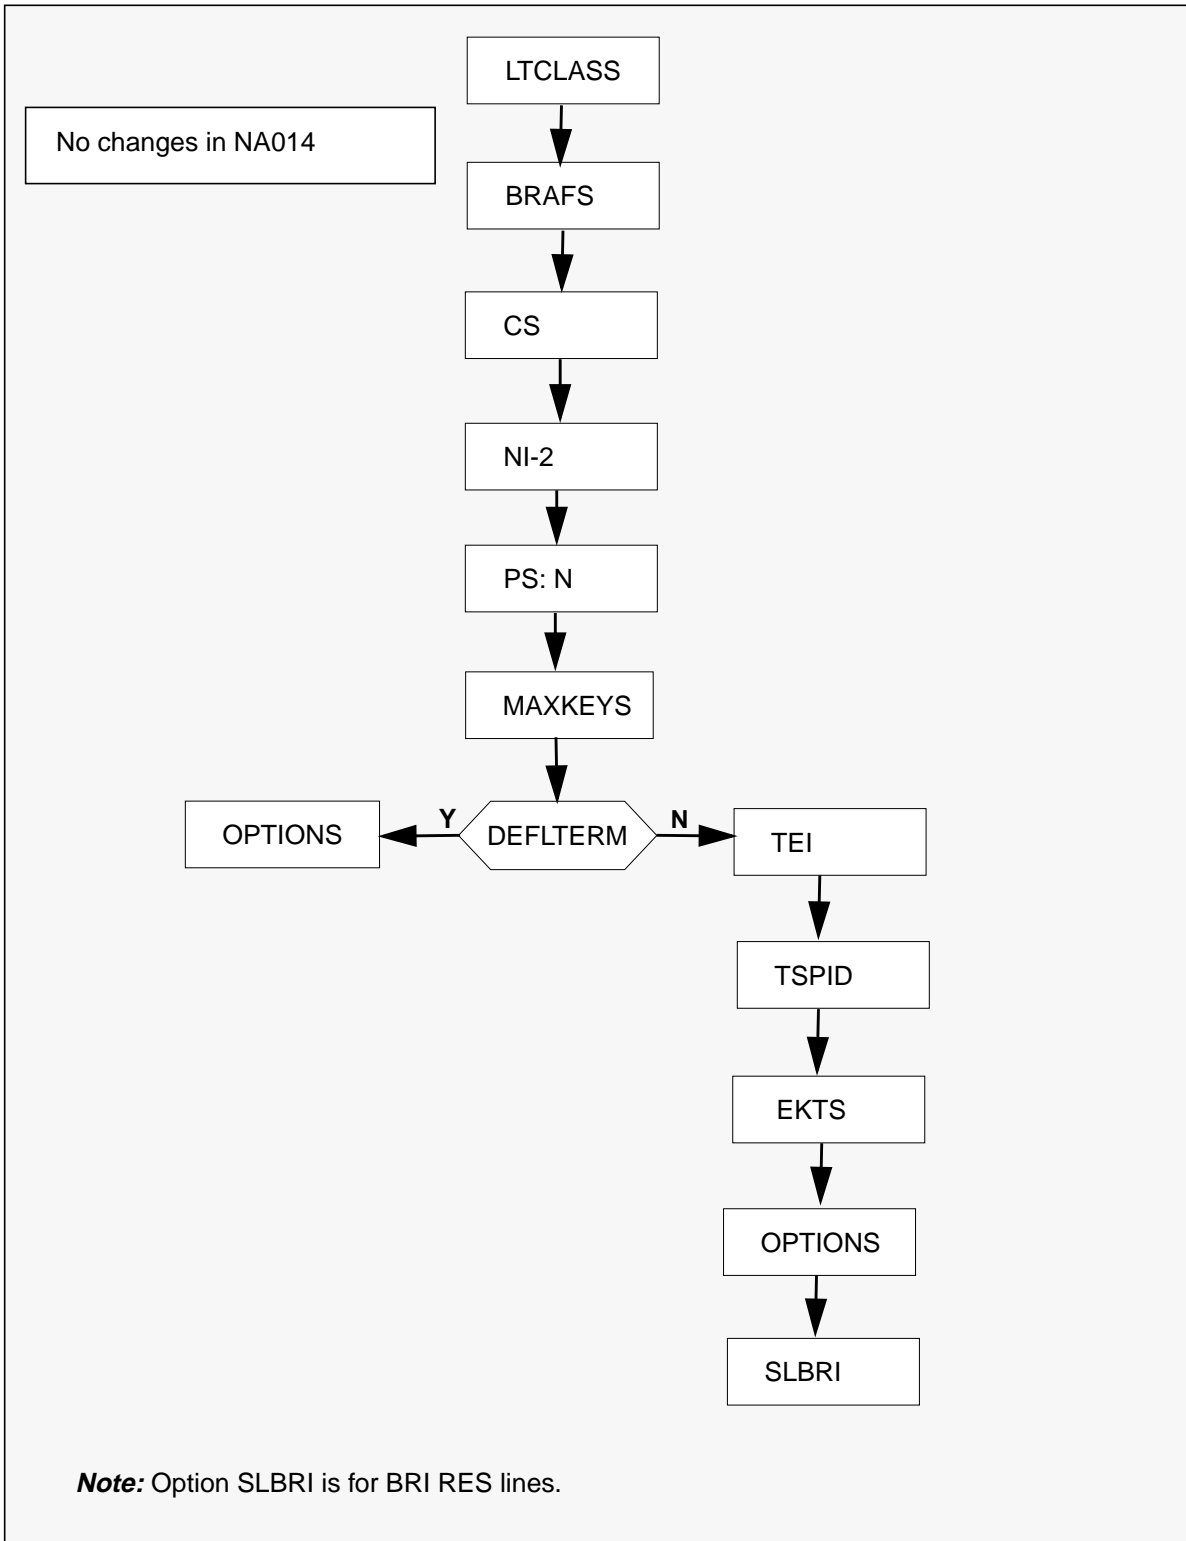 LTCLASS
No changes in NA014
BRAFS
CS
NI-2
PS: N
MAXKEYS
OPTIONS
Y
DEFLTERM
N
TEI
TSPID
EKTS
OPTIONS
SLBRI
Note: Option SLBRI is for BRI RES lines.